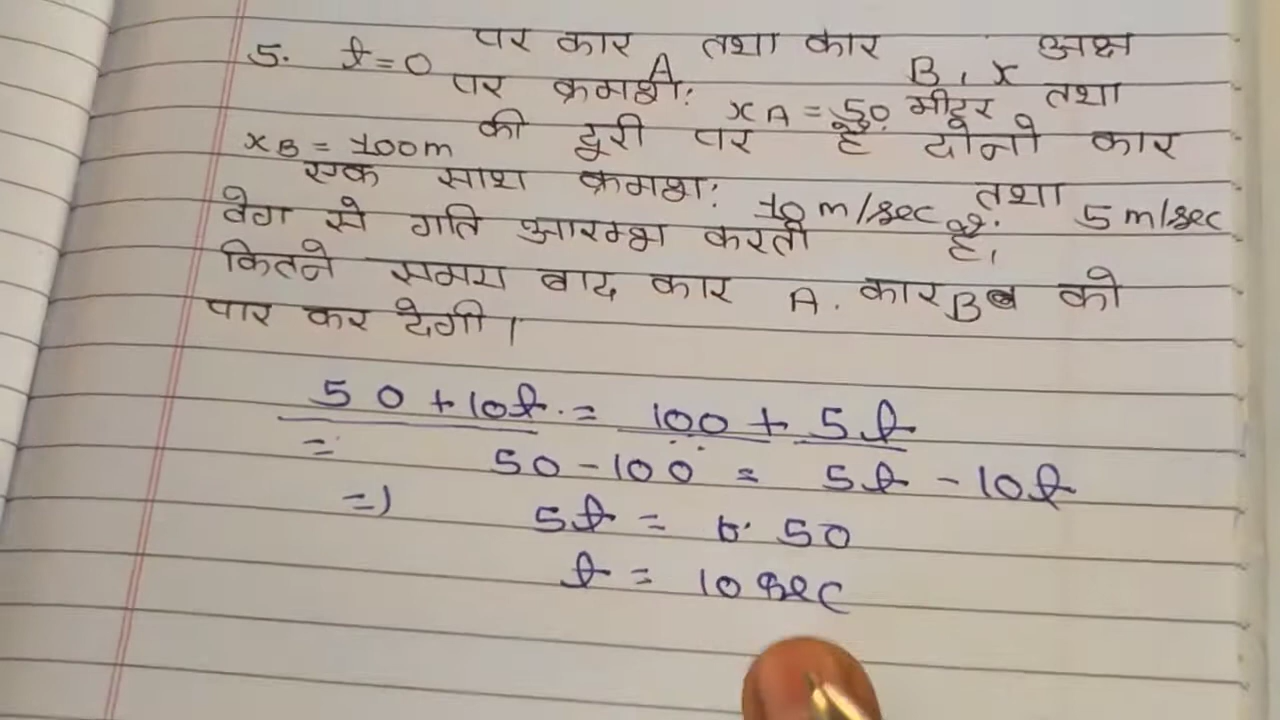 5. t=0 पर कार A तथा कार B, x अक्ष
पर क्रमशः xA = 50 मीटर तथा
xB = 100m की दूरी पर है दोनो कार
एक साथ क्रमशः 10 m/sec तथा 5 m/sec
वेग से गति आरम्भ करती है।
कितने समय बाद कार A. कार B को
पार कर देगी।
50 + 10t = 100 + 5t
= 50 - 100 = 5t - 10t
=) 5t = 50
t = 10 sec